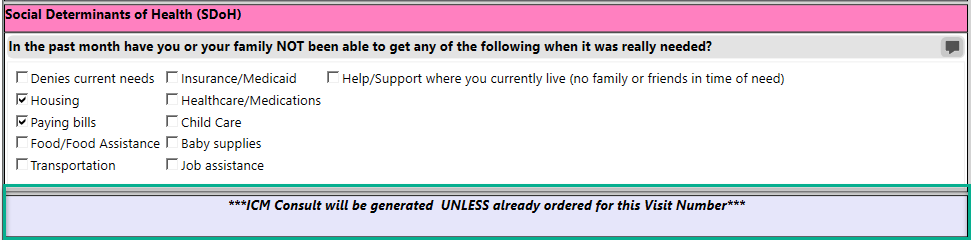 Social Determinants of Health (SDoH)
In the past month have you or your family NOT been able to get any of the following when it was really needed?
Denies current needs Insurance/Medicaid Help/Support where you currently live (no family or friends in time of need)
Housing Healthcare/Medications
Paying bills Child Care
Food/Food Assistance Baby supplies
Transportation Job assistance
***ICM Consult will be generated UNLESS already ordered for this Visit Number***